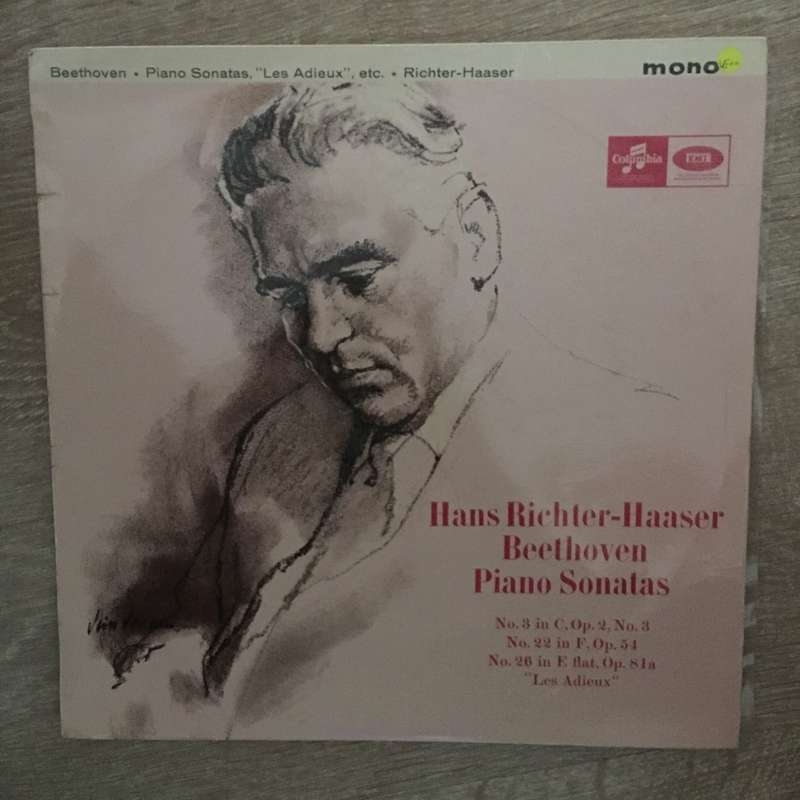 Beethoven • Piano Sonatas, "Les Adieux", etc. • Richter-Haaser
mono
Columbia
EMI
Hans Richter-Haaser
Beethoven
Piano Sonatas
No. 3 in C, Op. 2, No. 3
No. 22 in F, Op. 54
No. 26 in E flat, Op. 81a
"Les Adieux"